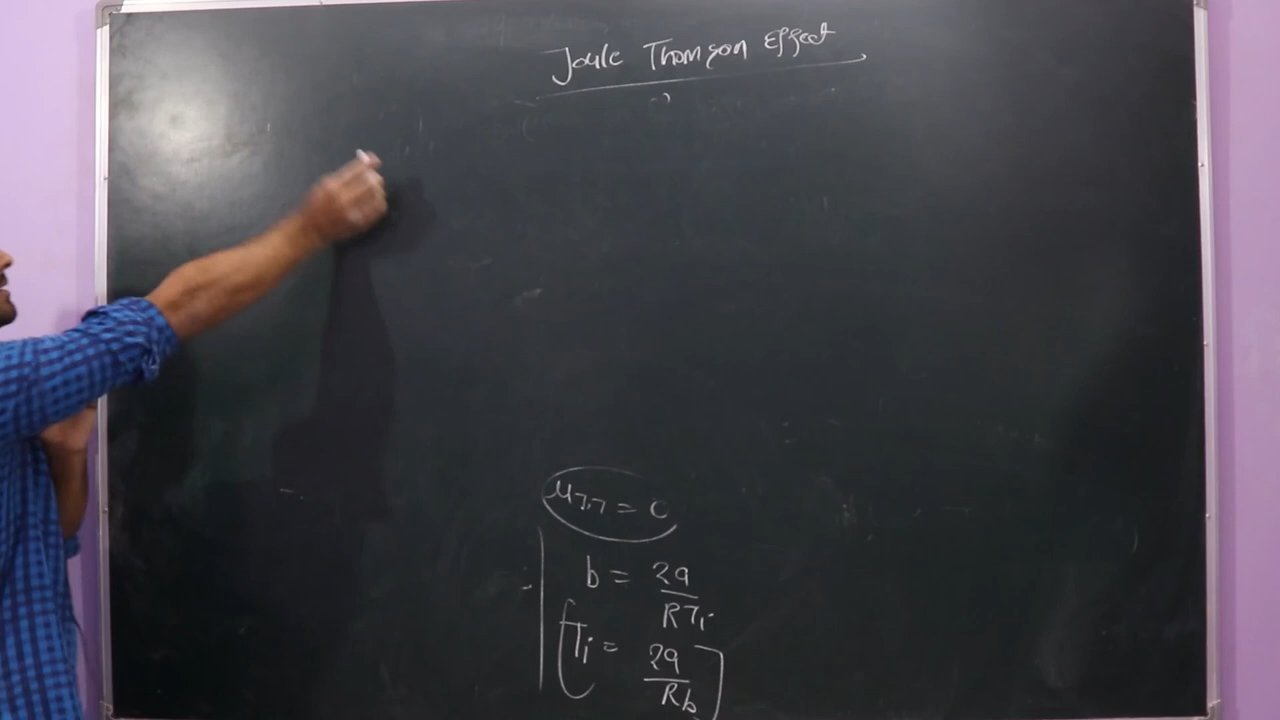 Joule Thomson Effect
μJ.T = 0
b = 2a
RTi
Ti = 2a
Rb